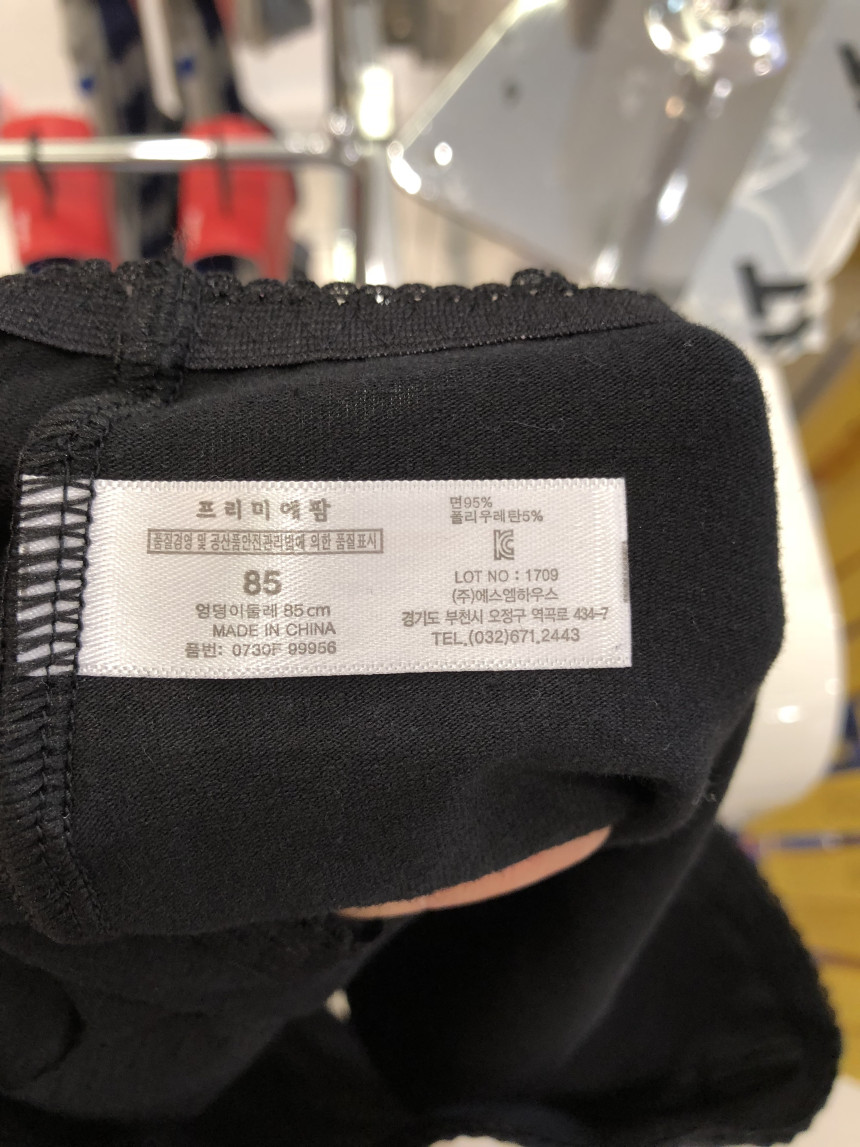 프리미에팜
품질경영 및 공산품안전관리법에 의한 품질표시
85
엉덩이둘레 85cm
MADE IN CHINA
품번: 0730F 99956
면95%
폴리우레탄5%
LOT NO : 1709
(주)에스엠하우스
경기도 부천시 오정구 역곡로 434-7
TEL.(032)671.2443